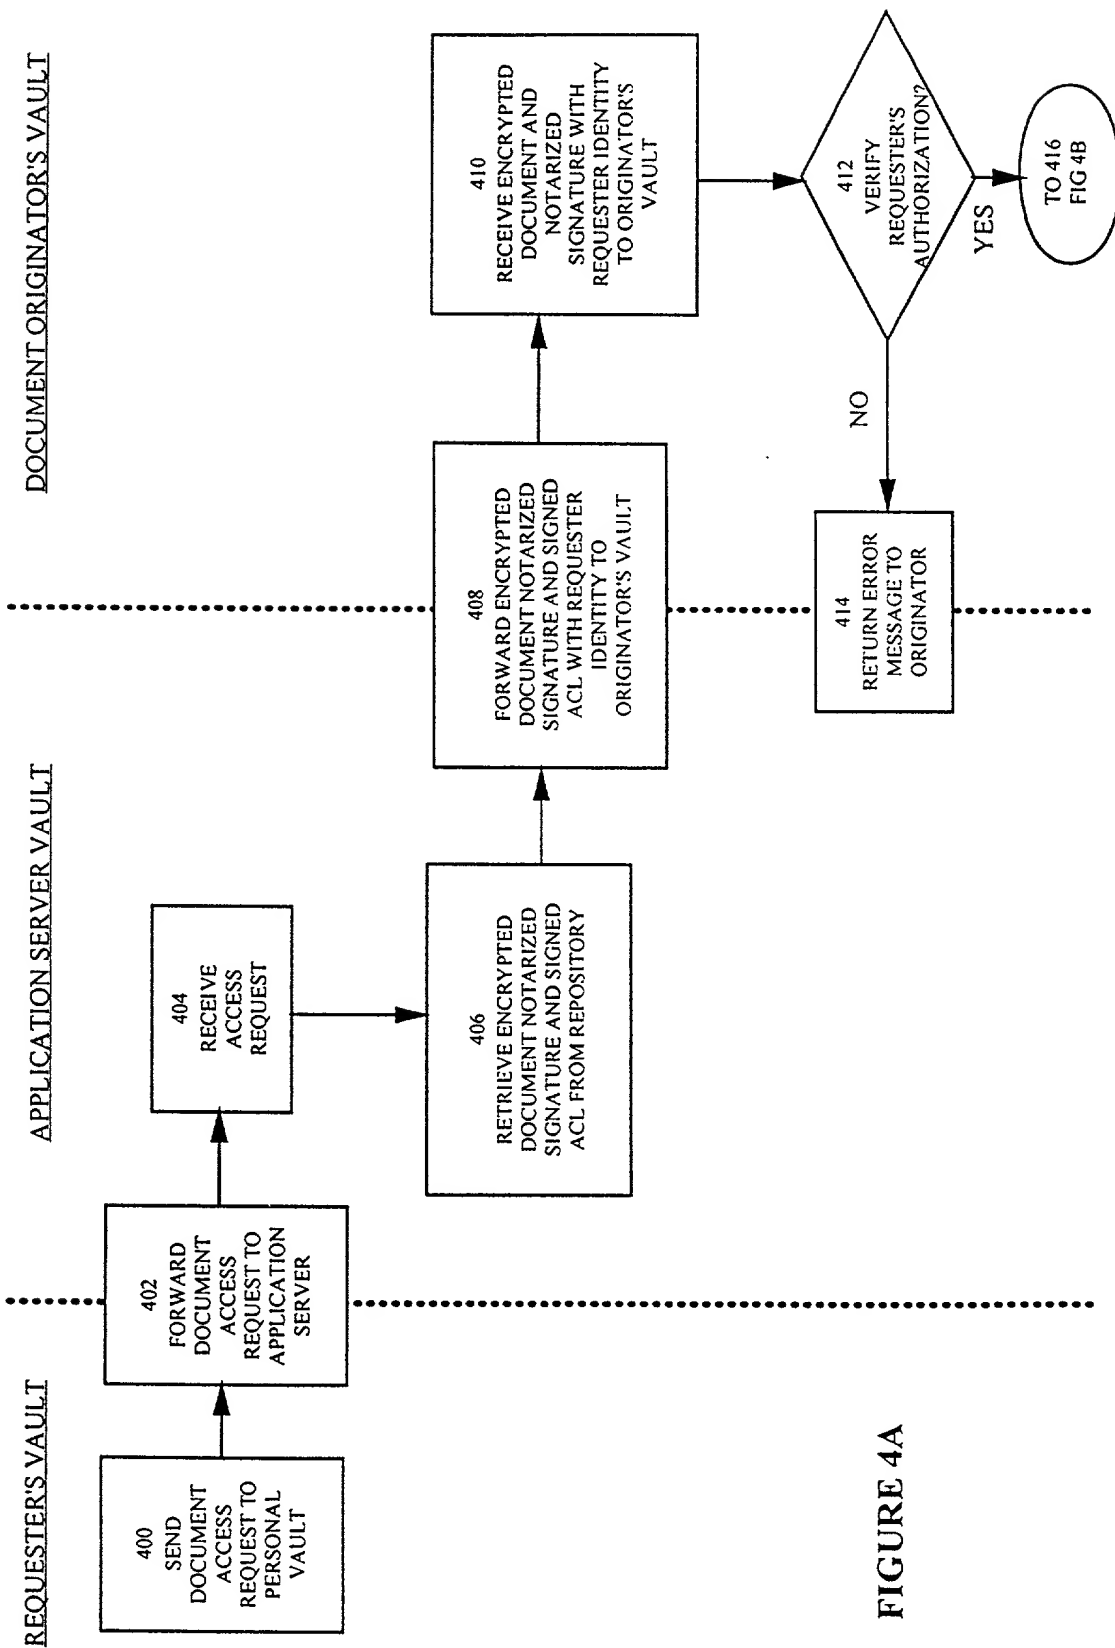 REQUESTER'S VAULT
APPLICATION SERVER VAULT
DOCUMENT ORIGINATOR'S VAULT
400
SEND
DOCUMENT
ACCESS
REQUEST TO
PERSONAL
VAULT
402
FORWARD
DOCUMENT
ACCESS
REQUEST TO
APPLICATION
SERVER
404
RECEIVE
ACCESS
REQUEST
406
RETRIEVE ENCRYPTED
DOCUMENT NOTARIZED
SIGNATURE AND SIGNED
ACL FROM REPOSITORY
408
FORWARD ENCRYPTED
DOCUMENT NOTARIZED
SIGNATURE AND SIGNED
ACL WITH REQUESTER
IDENTITY TO
ORIGINATOR'S VAULT
410
RECEIVE ENCRYPTED
DOCUMENT AND
NOTARIZED
SIGNATURE WITH
REQUESTER IDENTITY
TO ORIGINATOR'S
VAULT
412
VERIFY
REQUESTER'S
AUTHORIZATION?
NO
YES
414
RETURN ERROR
MESSAGE TO
ORIGINATOR
TO 416
FIG 4B
FIGURE 4A